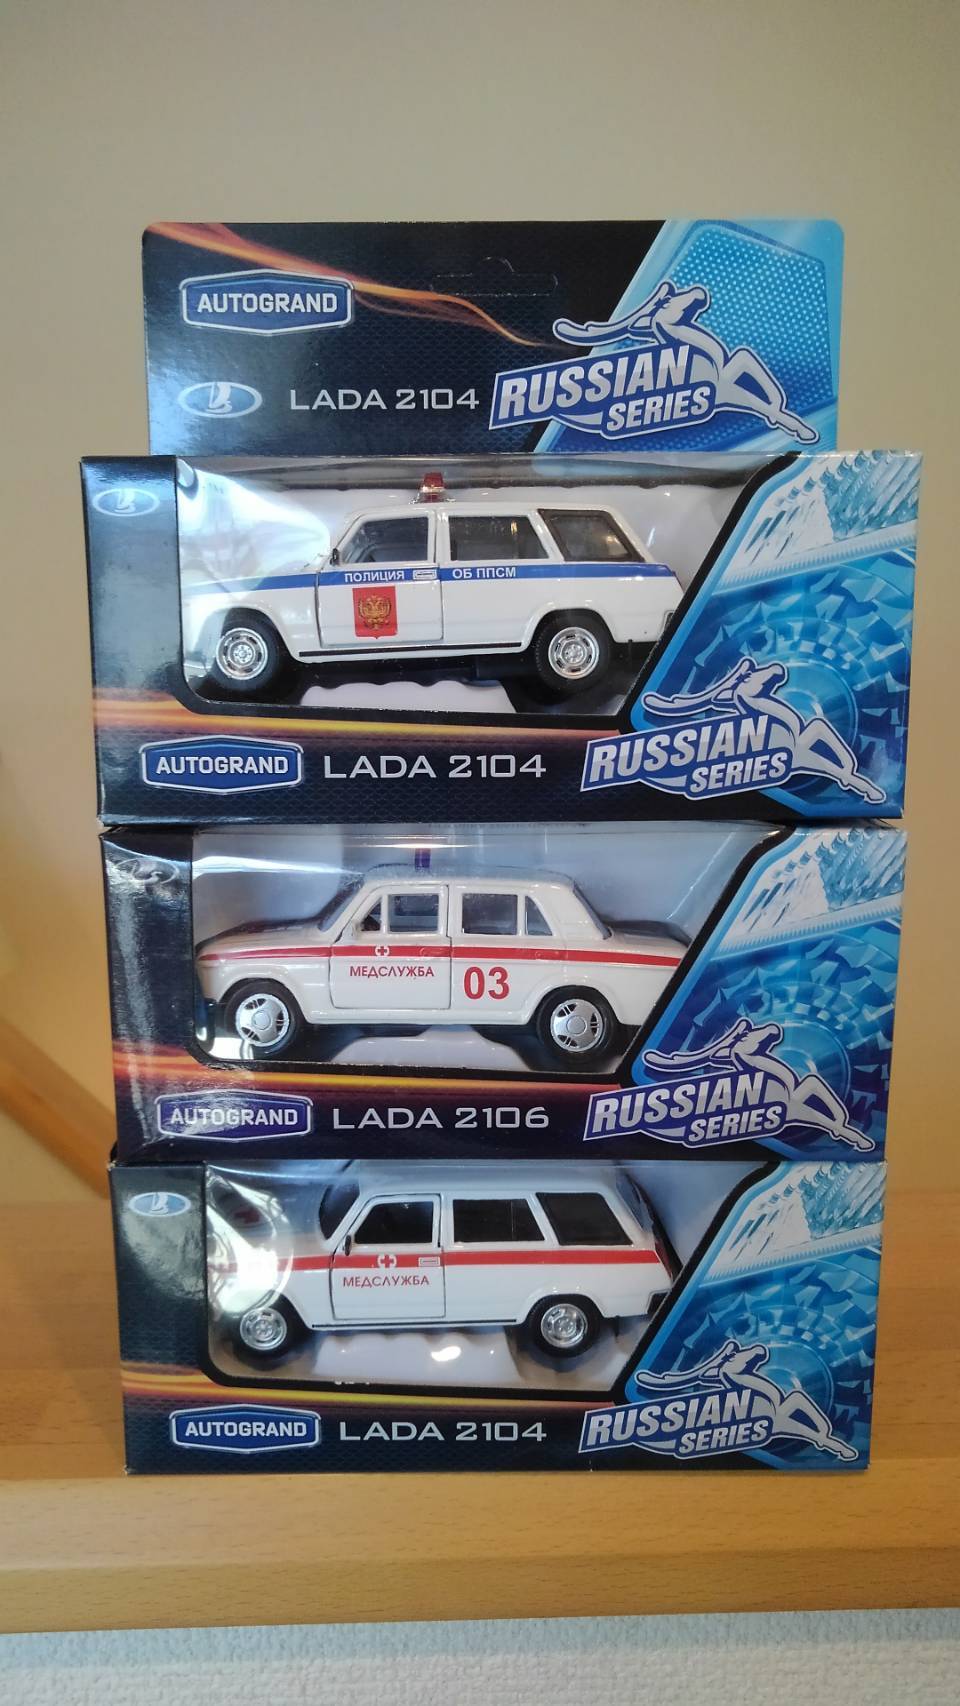 AUTOGRAND
LADA 2104
RUSSIAN
SERIES
ПОЛИЦИЯ ОБ ППСМ
AUTOGRAND
LADA 2104
RUSSIAN
SERIES
МЕДСЛУЖБА
03
AUTOGRAND
LADA 2106
RUSSIAN
SERIES
МЕДСЛУЖБА
AUTOGRAND
LADA 2104
RUSSIAN
SERIES